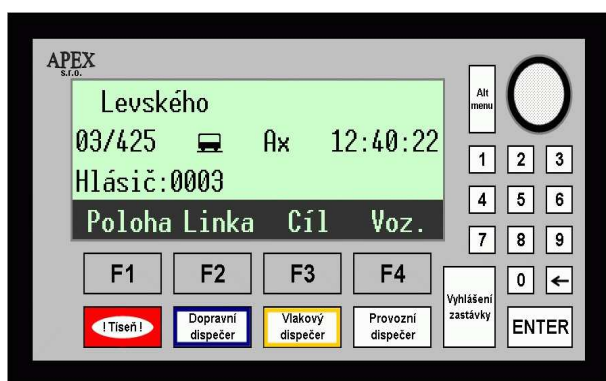 APEX
s.r.o.
Levského
03/425 Ax 12:40:22
Hlásič:0003
Poloha Linka Cíl Voz.
F1 F2 F3 F4
!Tíseň!
Dopravní
dispečer
Vlakový
dispečer
Provozní
dispečer
Alt
menu
1 2 3
4 5 6
7 8 9
0 ←
Vyhlášení
zastávky
ENTER